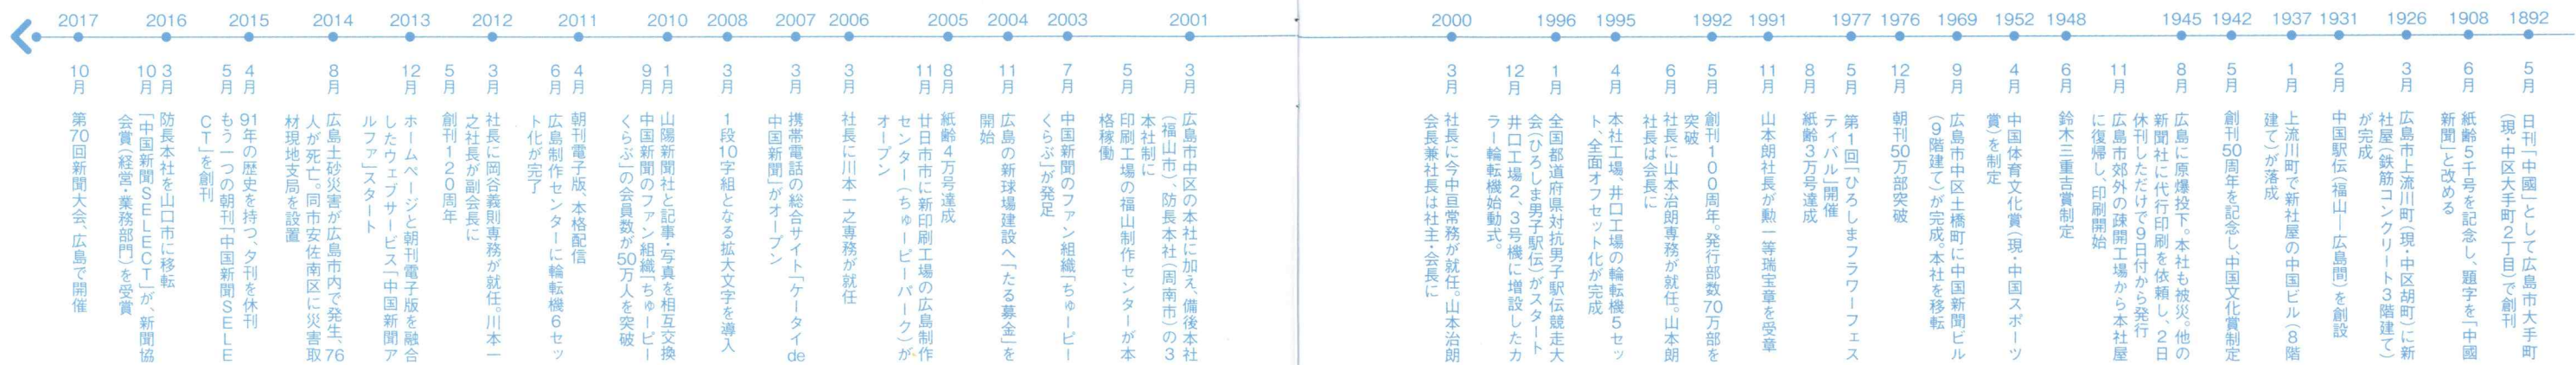 1892
5月
日刊「中國」として広島市大手町
(現・中区大手町2丁目)で創刊
1908
6月
紙齢5千号を記念し、題字を「中國
新聞」と改める
1926
3月
広島市上流川町(現・中区胡町)に新
社屋(鉄筋コンクリート3階建て)
が完成
1931
2月
中国駅伝(福山―広島間)を創設
1937
1月
上流川町で新社屋の中国ビル(8階
建て)が落成
1942
5月
創刊50周年を記念し中国文化賞制定
1945
8月
広島に原爆投下。本社も被災。他の
新聞社に代行印刷を依頼し、2日
休刊しただけで9日付から発行
11月
広島市郊外の疎開工場から本社屋
に復帰し、印刷開始
1948
6月
鈴木三重吉賞制定
1952
4月
中国体育文化賞(現・中国スポーツ
賞)を制定
1969
9月
広島市中区土橋町に中国新聞ビル
(9階建て)が完成。本社を移転
1976
12月
朝刊50万部突破
1977
5月
第1回「ひろしまフラワーフェス
ティバル」開催
8月
紙齢3万号達成
1991
11月
山本朗社長が勲一等瑞宝章を受章
1992
5月
創刊100周年。発行部数70万部を
突破
6月
社長に山本治朗専務が就任。山本朗
社長は会長に
1995
4月
本社工場、井口工場の輪転機5セッ
ト、全面オフセット化が完成
1996
1月
全国都道府県対抗男子駅伝競走大
会(ひろしま男子駅伝)がスタート
12月
井口工場2、3号機に増設したカ
ラー輪転機始動式。
2000
3月
社長に今中亘常務が就任。山本治朗
会長兼社長は社主・会長に
2001
3月
広島市中区の本社に加え、備後本社
(福山市)、防長本社(周南市)の3
本社制に
5月
印刷工場の福山制作センターが本
格稼働
2003
7月
中国新聞のファン組織「ちゅーピー
くらぶ」が発足
2004
11月
広島の新球場建設へ「たる募金」を
開始
2005
8月
紙齢4万号達成
11月
廿日市市に新印刷工場の広島制作
センター(ちゅーピーパーク)が
オープン
2006
3月
社長に川本一之専務が就任
2007
3月
携帯電話の総合サイト「ケータイde
中国新聞」がオープン
2008
3月
1段10字組となる拡大文字を導入
2010
1月
山陽新聞社と記事・写真を相互交換
9月
中国新聞のファン組織「ちゅーピー
くらぶ」の会員数が50万人を突破
2011
4月
朝刊電子版、本格配信
6月
広島制作センターに輪転機6セッ
ト化が完了
2012
3月
社長に岡谷義則専務が就任。川本一
之社長が副会長に
5月
創刊120周年
2013
12月
ホームページと朝刊電子版を融合
したウェブサービス「中国新聞ア
ルファ」スタート
2014
8月
広島土砂災害が広島市内で発生、76
人が死亡。同市安佐南区に災害取
材現地支局を設置
2015
4月
91年の歴史を持つ、夕刊を休刊
5月
もう一つの朝刊「中国新聞SELE
CT」を創刊
2016
3月
防長本社を山口市に移転
10月
「中国新聞SELECT」が、新聞協
会賞(経営・業務部門)を受賞
2017
10月
第70回新聞大会、広島で開催